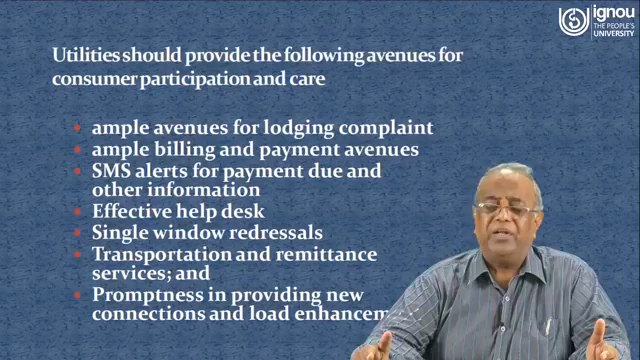 ignou
THE PEOPLE'S
UNIVERSITY
Utilities should provide the following avenues for
consumer participation and care
• ample avenues for lodging complaint
• ample billing and payment avenues
• SMS alerts for payment due and
other information
• Effective help desk
• Single window redressals
• Transportation and remittance
services; and
• Promptness in providing new
connections and load enhancem